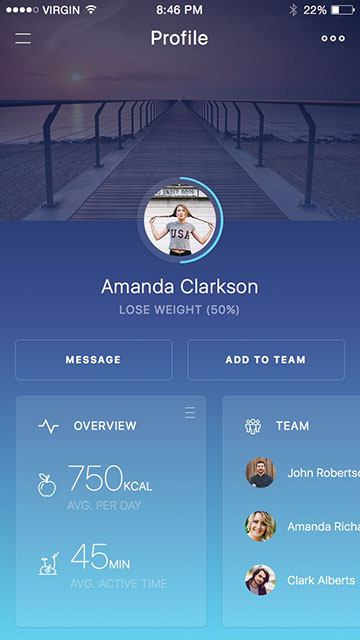 VIRGIN 8:46 PM 22%
Profile
USA
Amanda Clarkson
LOSE WEIGHT (50%)
MESSAGE ADD TO TEAM
OVERVIEW
750KCAL
AVG. PER DAY
45MIN
AVG. ACTIVE TIME
TEAM
John Robertso
Amanda Richa
Clark Alberts